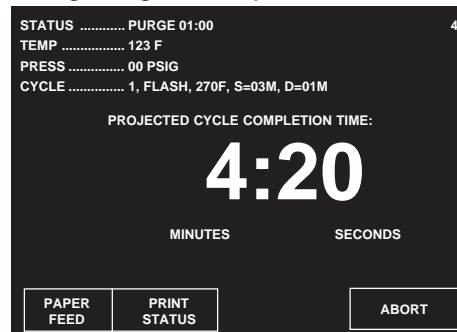 STATUS ............ PURGE 01:00 4
TEMP ................. 123 F
PRESS ............... 00 PSIG
CYCLE ............... 1, FLASH, 270F, S=03M, D=01M
PROJECTED CYCLE COMPLETION TIME:
4:20
MINUTES SECONDS
PAPER FEED
PRINT STATUS
ABORT